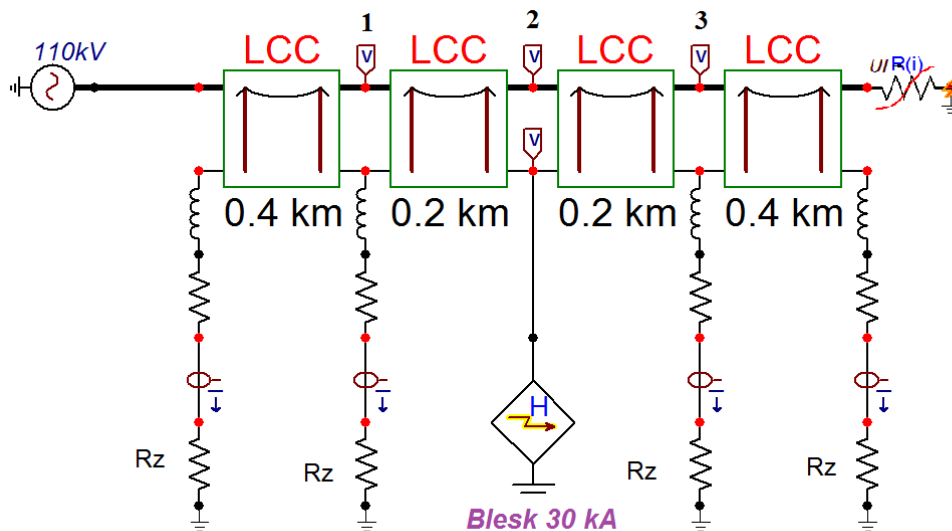 1 2 3
110kV LCC LCC LCC LCC
V V V UI R(i)
V
0.4 km 0.2 km 0.2 km 0.4 km
I I I I
H
Rz Rz Rz Rz
Blesk 30 kA